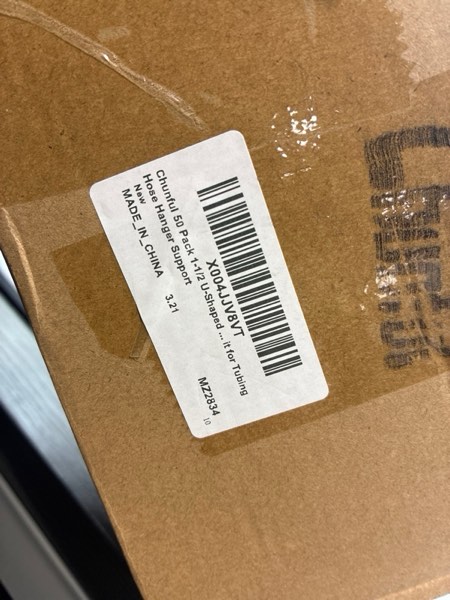 X004JJV8VT
Chunful 50 Pack 1-1/2 U-Shaped ... it for Tubing
Hose Hanger Support
New
MADE_IN_CHINA 3.21 MZ2834
10